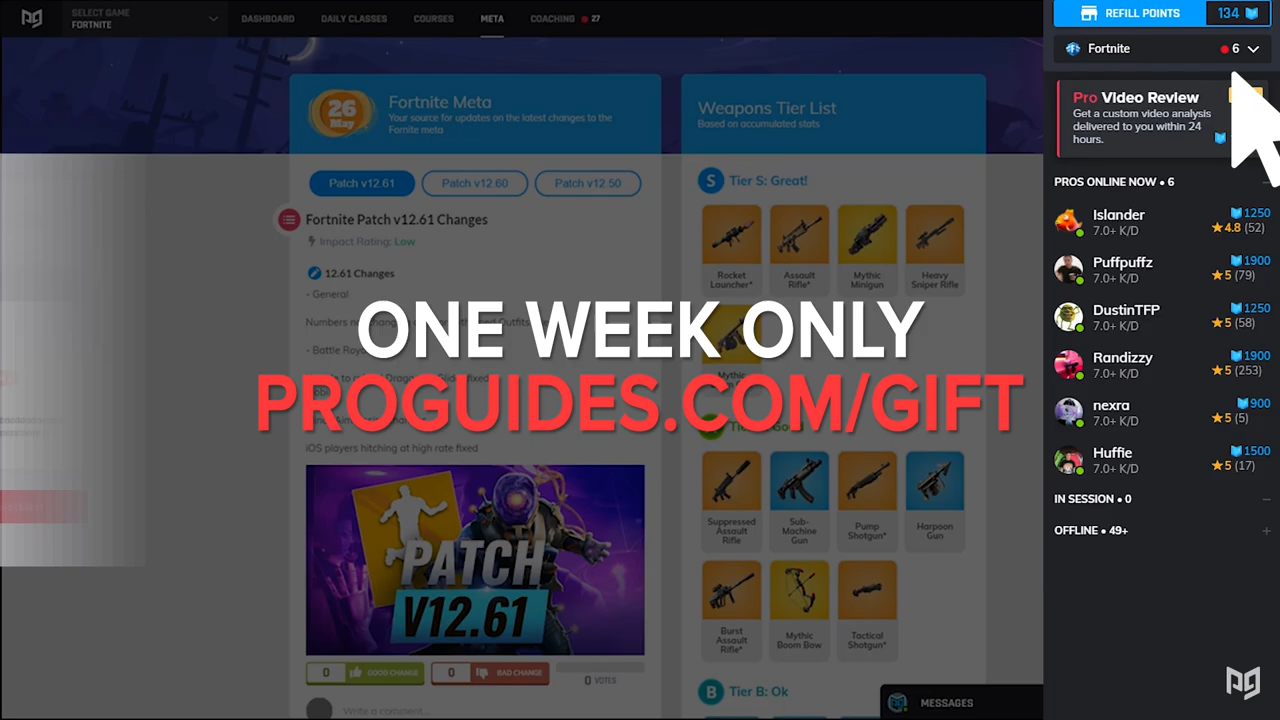 SELECT GAME
FORTNITE
DASHBOARD
DAILY CLASSES
COURSES
META
COACHING
27
REFILL POINTS
134
Fortnite
6
Pro Video Review
Get a custom video analysis
delivered to you within 24
hours.
26
May
Fortnite Meta
Your source for updates on the latest changes to the
Fornite meta
Weapons Tier List
Based on accumulated stats
Patch v12.61
Patch v12.60
Patch v12.50
Fortnite Patch v12.61 Changes
Impact Rating: Low
12.61 Changes
- General
Numbers
- Battle
iOS players hitching at high rate fixed
ONE WEEK ONLY
PROGUIDES.COM/GIFT
PATCH
V12.61
0
GOOD CHANGE
0
BAD CHANGE
0 VOTES
Write a comment...
S
Tier S: Great!
Rocket
Launcher*
Assault
Rifle*
Mythic
Minigun
Heavy
Sniper Rifle
Suppressed
Assault
Rifle
Sub-
Machine
Gun
Pump
Shotgun*
Harpoon
Gun
Burst
Assault
Rifle*
Mythic
Boom Bow
Tactical
Shotgun*
B
Tier B: Ok
PROS ONLINE NOW • 6
Islander
1250
7.0+ K/D
4.8 (52)
Puffpuffz
1900
7.0+ K/D
5 (79)
DustinTFP
1250
7.0+ K/D
5 (58)
Randizzy
1900
7.0+ K/D
5 (253)
nexra
900
7.0+ K/D
5 (5)
Huffie
1500
7.0+ K/D
5 (17)
IN SESSION • 0
OFFLINE • 49+
MESSAGES